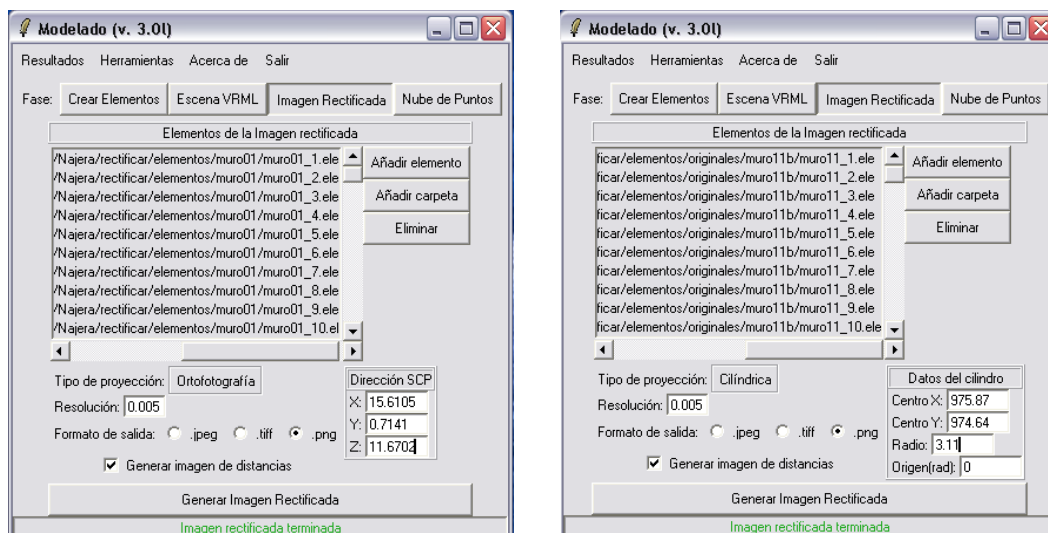 Modelado (v. 3.0l)
Resultados Herramientas Acerca de Salir
Fase: Crear Elementos Escena VRML Imagen Rectificada Nube de Puntos
Elementos de la Imagen rectificada
/Najera/rectificar/elementos/muro01/muro01_1.ele
/Najera/rectificar/elementos/muro01/muro01_2.ele
/Najera/rectificar/elementos/muro01/muro01_3.ele
/Najera/rectificar/elementos/muro01/muro01_4.ele
/Najera/rectificar/elementos/muro01/muro01_5.ele
/Najera/rectificar/elementos/muro01/muro01_6.ele
/Najera/rectificar/elementos/muro01/muro01_7.ele
/Najera/rectificar/elementos/muro01/muro01_8.ele
/Najera/rectificar/elementos/muro01/muro01_9.ele
/Najera/rectificar/elementos/muro01/muro01_10.el
Añadir elemento
Añadir carpeta
Eliminar
Tipo de proyección: Ortofotografía
Resolución: 0.005
Formato de salida: .jpeg .tiff .png
Generar imagen de distancias
Dirección SCP
X: 15.6105
Y: 0.7141
Z: 11.6702
Generar Imagen Rectificada
Imagen rectificada terminada
Modelado (v. 3.0l)
Resultados Herramientas Acerca de Salir
Fase: Crear Elementos Escena VRML Imagen Rectificada Nube de Puntos
Elementos de la Imagen rectificada
ficar/elementos/originales/muro11b/muro11_1.ele
ficar/elementos/originales/muro11b/muro11_2.ele
ficar/elementos/originales/muro11b/muro11_3.ele
ficar/elementos/originales/muro11b/muro11_4.ele
ficar/elementos/originales/muro11b/muro11_5.ele
ficar/elementos/originales/muro11b/muro11_6.ele
ficar/elementos/originales/muro11b/muro11_7.ele
ficar/elementos/originales/muro11b/muro11_8.ele
ficar/elementos/originales/muro11b/muro11_9.ele
ficar/elementos/originales/muro11b/muro11_10.ele
Añadir elemento
Añadir carpeta
Eliminar
Tipo de proyección: Cilíndrica
Resolución: 0.005
Formato de salida: .jpeg .tiff .png
Generar imagen de distancias
Datos del cilindro
Centro X: 975.87
Centro Y: 974.64
Radio: 3.11
Origen(rad): 0
Generar Imagen Rectificada
Imagen rectificada terminada